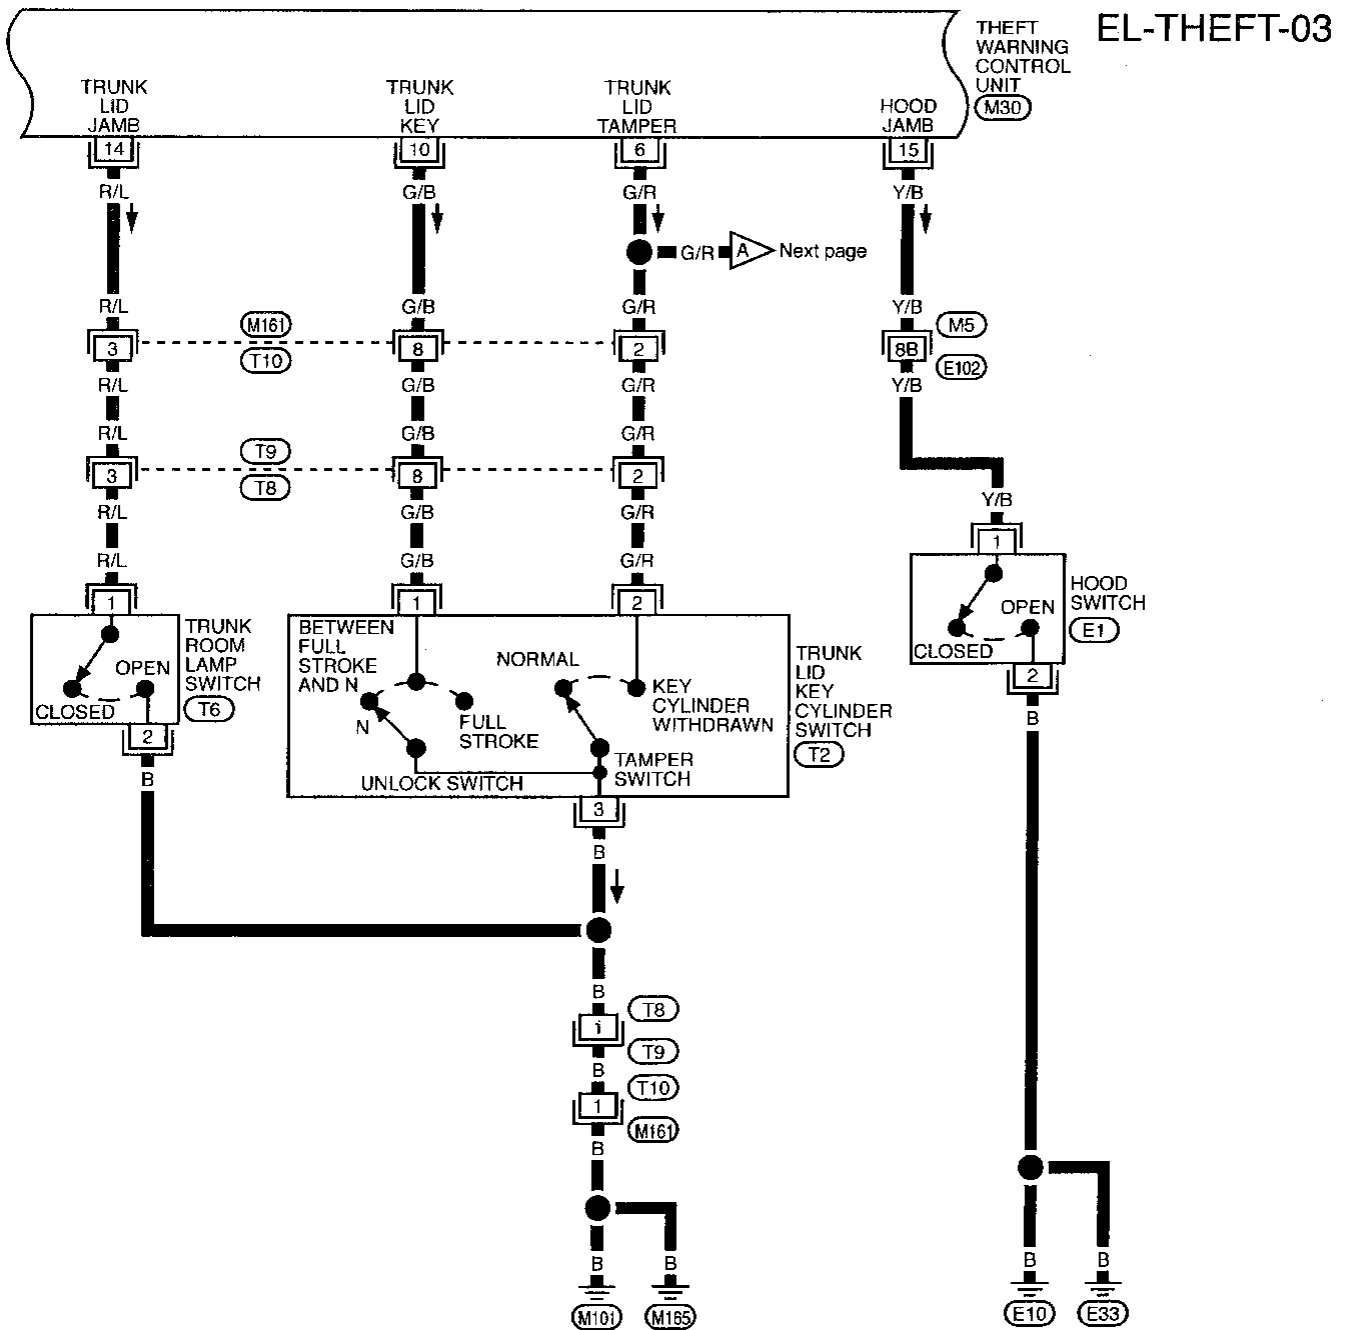 EL-THEFT-03
THEFT
WARNING
CONTROL
UNIT
M30
TRUNK
LID
JAMB
TRUNK
LID
KEY
TRUNK
LID
TAMPER
HOOD
JAMB
14
10
6
15
R/L
G/B
G/R
Y/B
G/R
A
Next page
R/L
G/B
G/R
Y/B
M161
M5
3
8
2
8B
T10
E102
R/L
G/B
G/R
Y/B
R/L
G/B
G/R
T9
3
8
2
T8
R/L
G/B
G/R
Y/B
R/L
G/B
G/R
1
1
1
2
TRUNK
ROOM
LAMP
SWITCH
T6
OPEN
CLOSED
2
B
BETWEEN
FULL
STROKE
AND N
N
FULL
STROKE
UNLOCK SWITCH
NORMAL
KEY
CYLINDER
WITHDRAWN
TAMPER
SWITCH
TRUNK
LID
KEY
CYLINDER
SWITCH
T2
3
B
HOOD
SWITCH
E1
OPEN
CLOSED
2
B
B
T8
1
T9
B
T10
1
M161
B
B
B
M101
M165
B
B
E10
E33